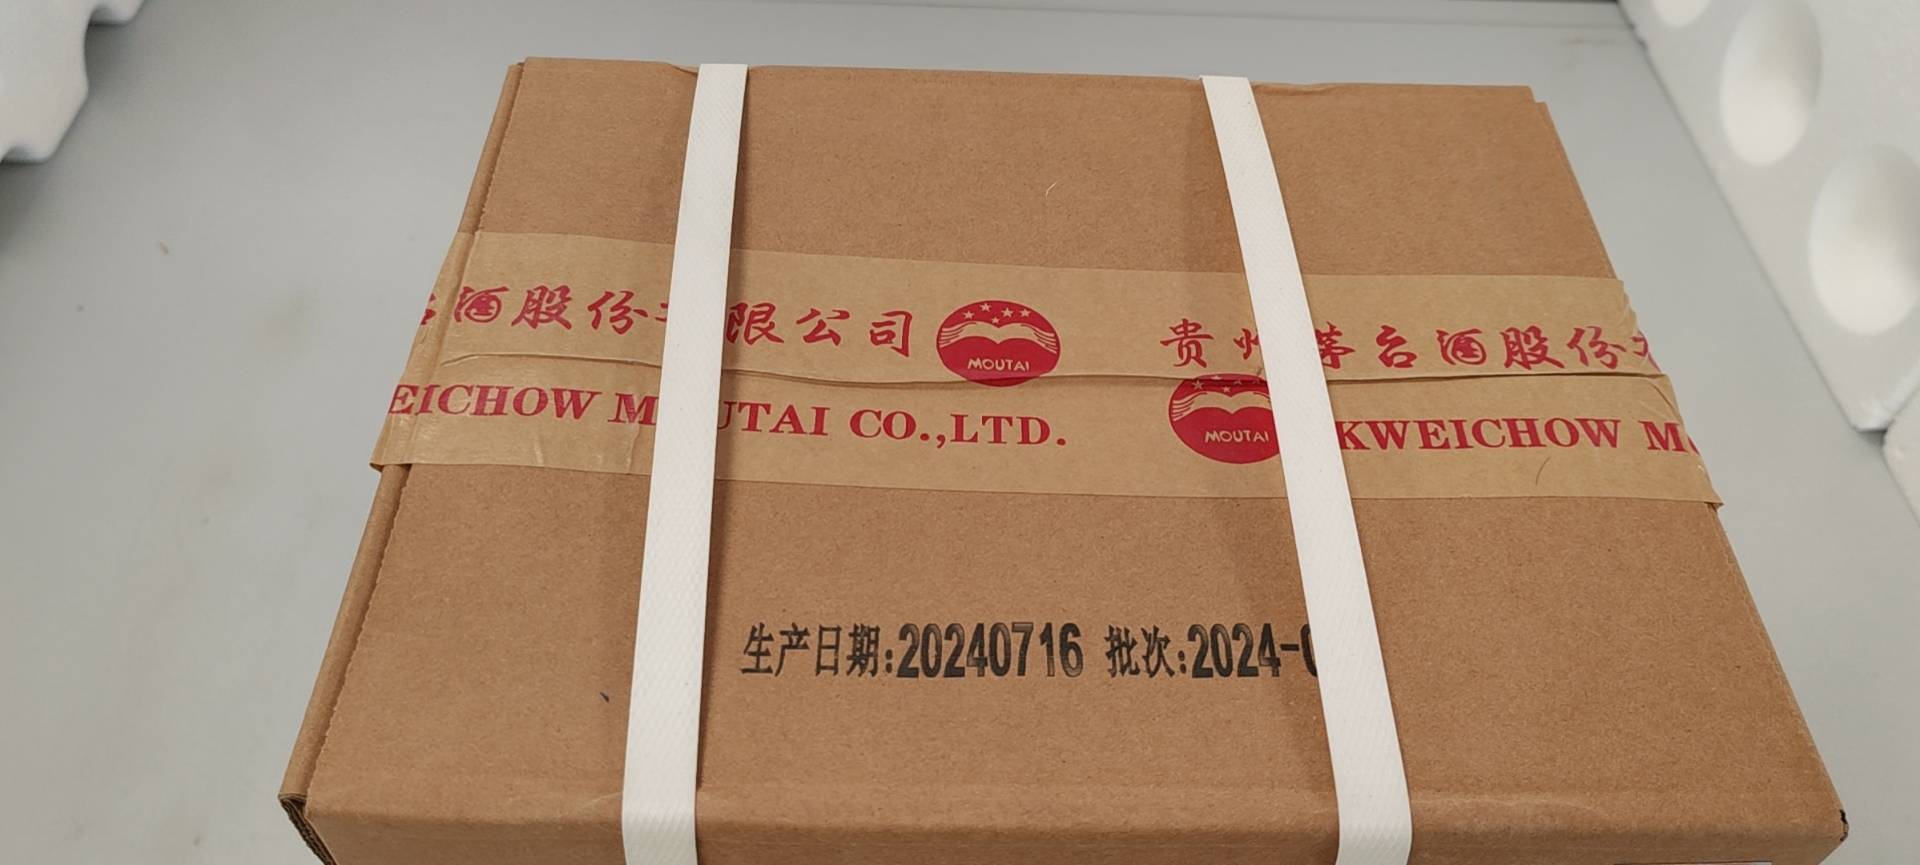 酒股份 限公司 MOUTAI 贵州茅台酒股份
EICHOW M UTAI CO.,LTD. MOUTAI KWEICHOW M
生产日期:20240716 批次:2024-0